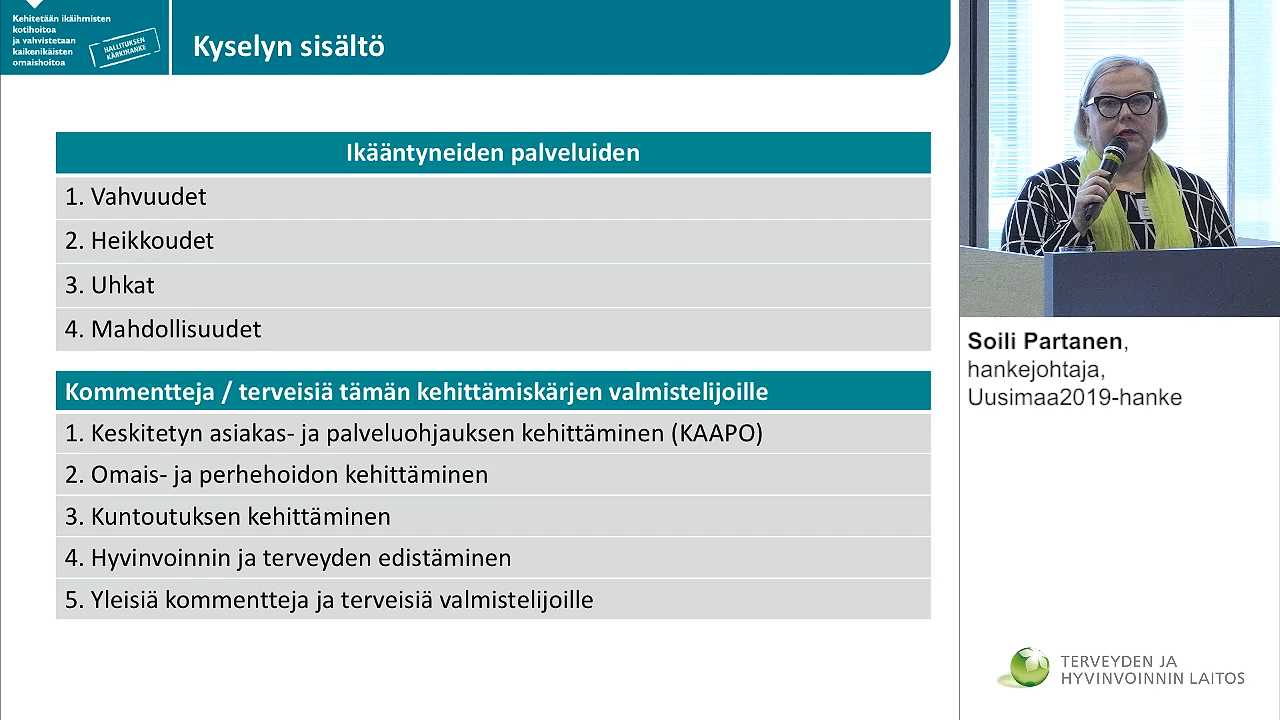 Kehitetään ikäihmisten
kotihoitoa
ja vahvistetaan
kaikenikäisten
omaishoitoa
HALLITUKSEN
KÄRKIHANKE
Kyselyn sisältö
Ikääntyneiden palveluiden
1. Vahvuudet
2. Heikkoudet
3. Uhkat
4. Mahdollisuudet
Kommentteja / terveisiä tämän kehittämiskärjen valmistelijoille
1. Keskitetyn asiakas- ja palveluohjauksen kehittäminen (KAAPO)
2. Omais- ja perhehoidon kehittäminen
3. Kuntoutuksen kehittäminen
4. Hyvinvoinnin ja terveyden edistäminen
5. Yleisiä kommentteja ja terveisiä valmistelijoille
Soili Partanen,
hankejohtaja,
Uusimaa2019-hanke
TERVEYDEN JA
HYVINVOINNIN LAITOS